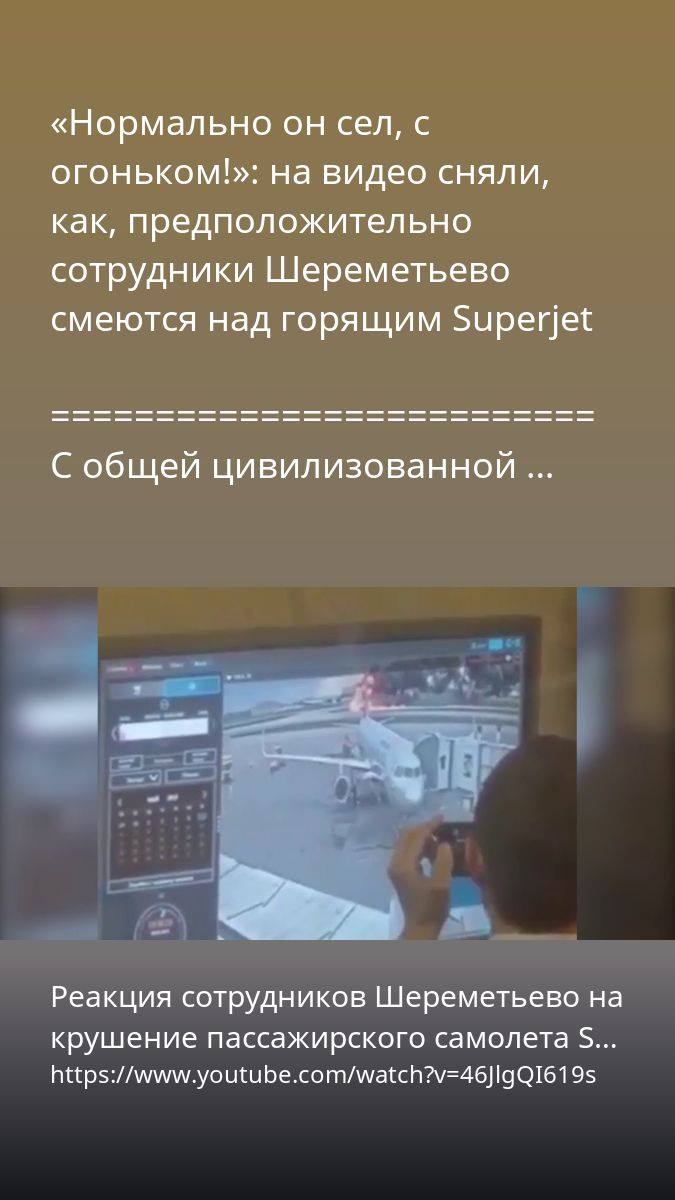 «Нормально он сел, с
огоньком!»: на видео сняли,
как, предположительно
сотрудники Шереметьево
смеются над горящим Superjet
==========================
С общей цивилизованной ...
Реакция сотрудников Шереметьево на
крушение пассажирского самолета S...
https://www.youtube.com/watch?v=46JlgQI619s